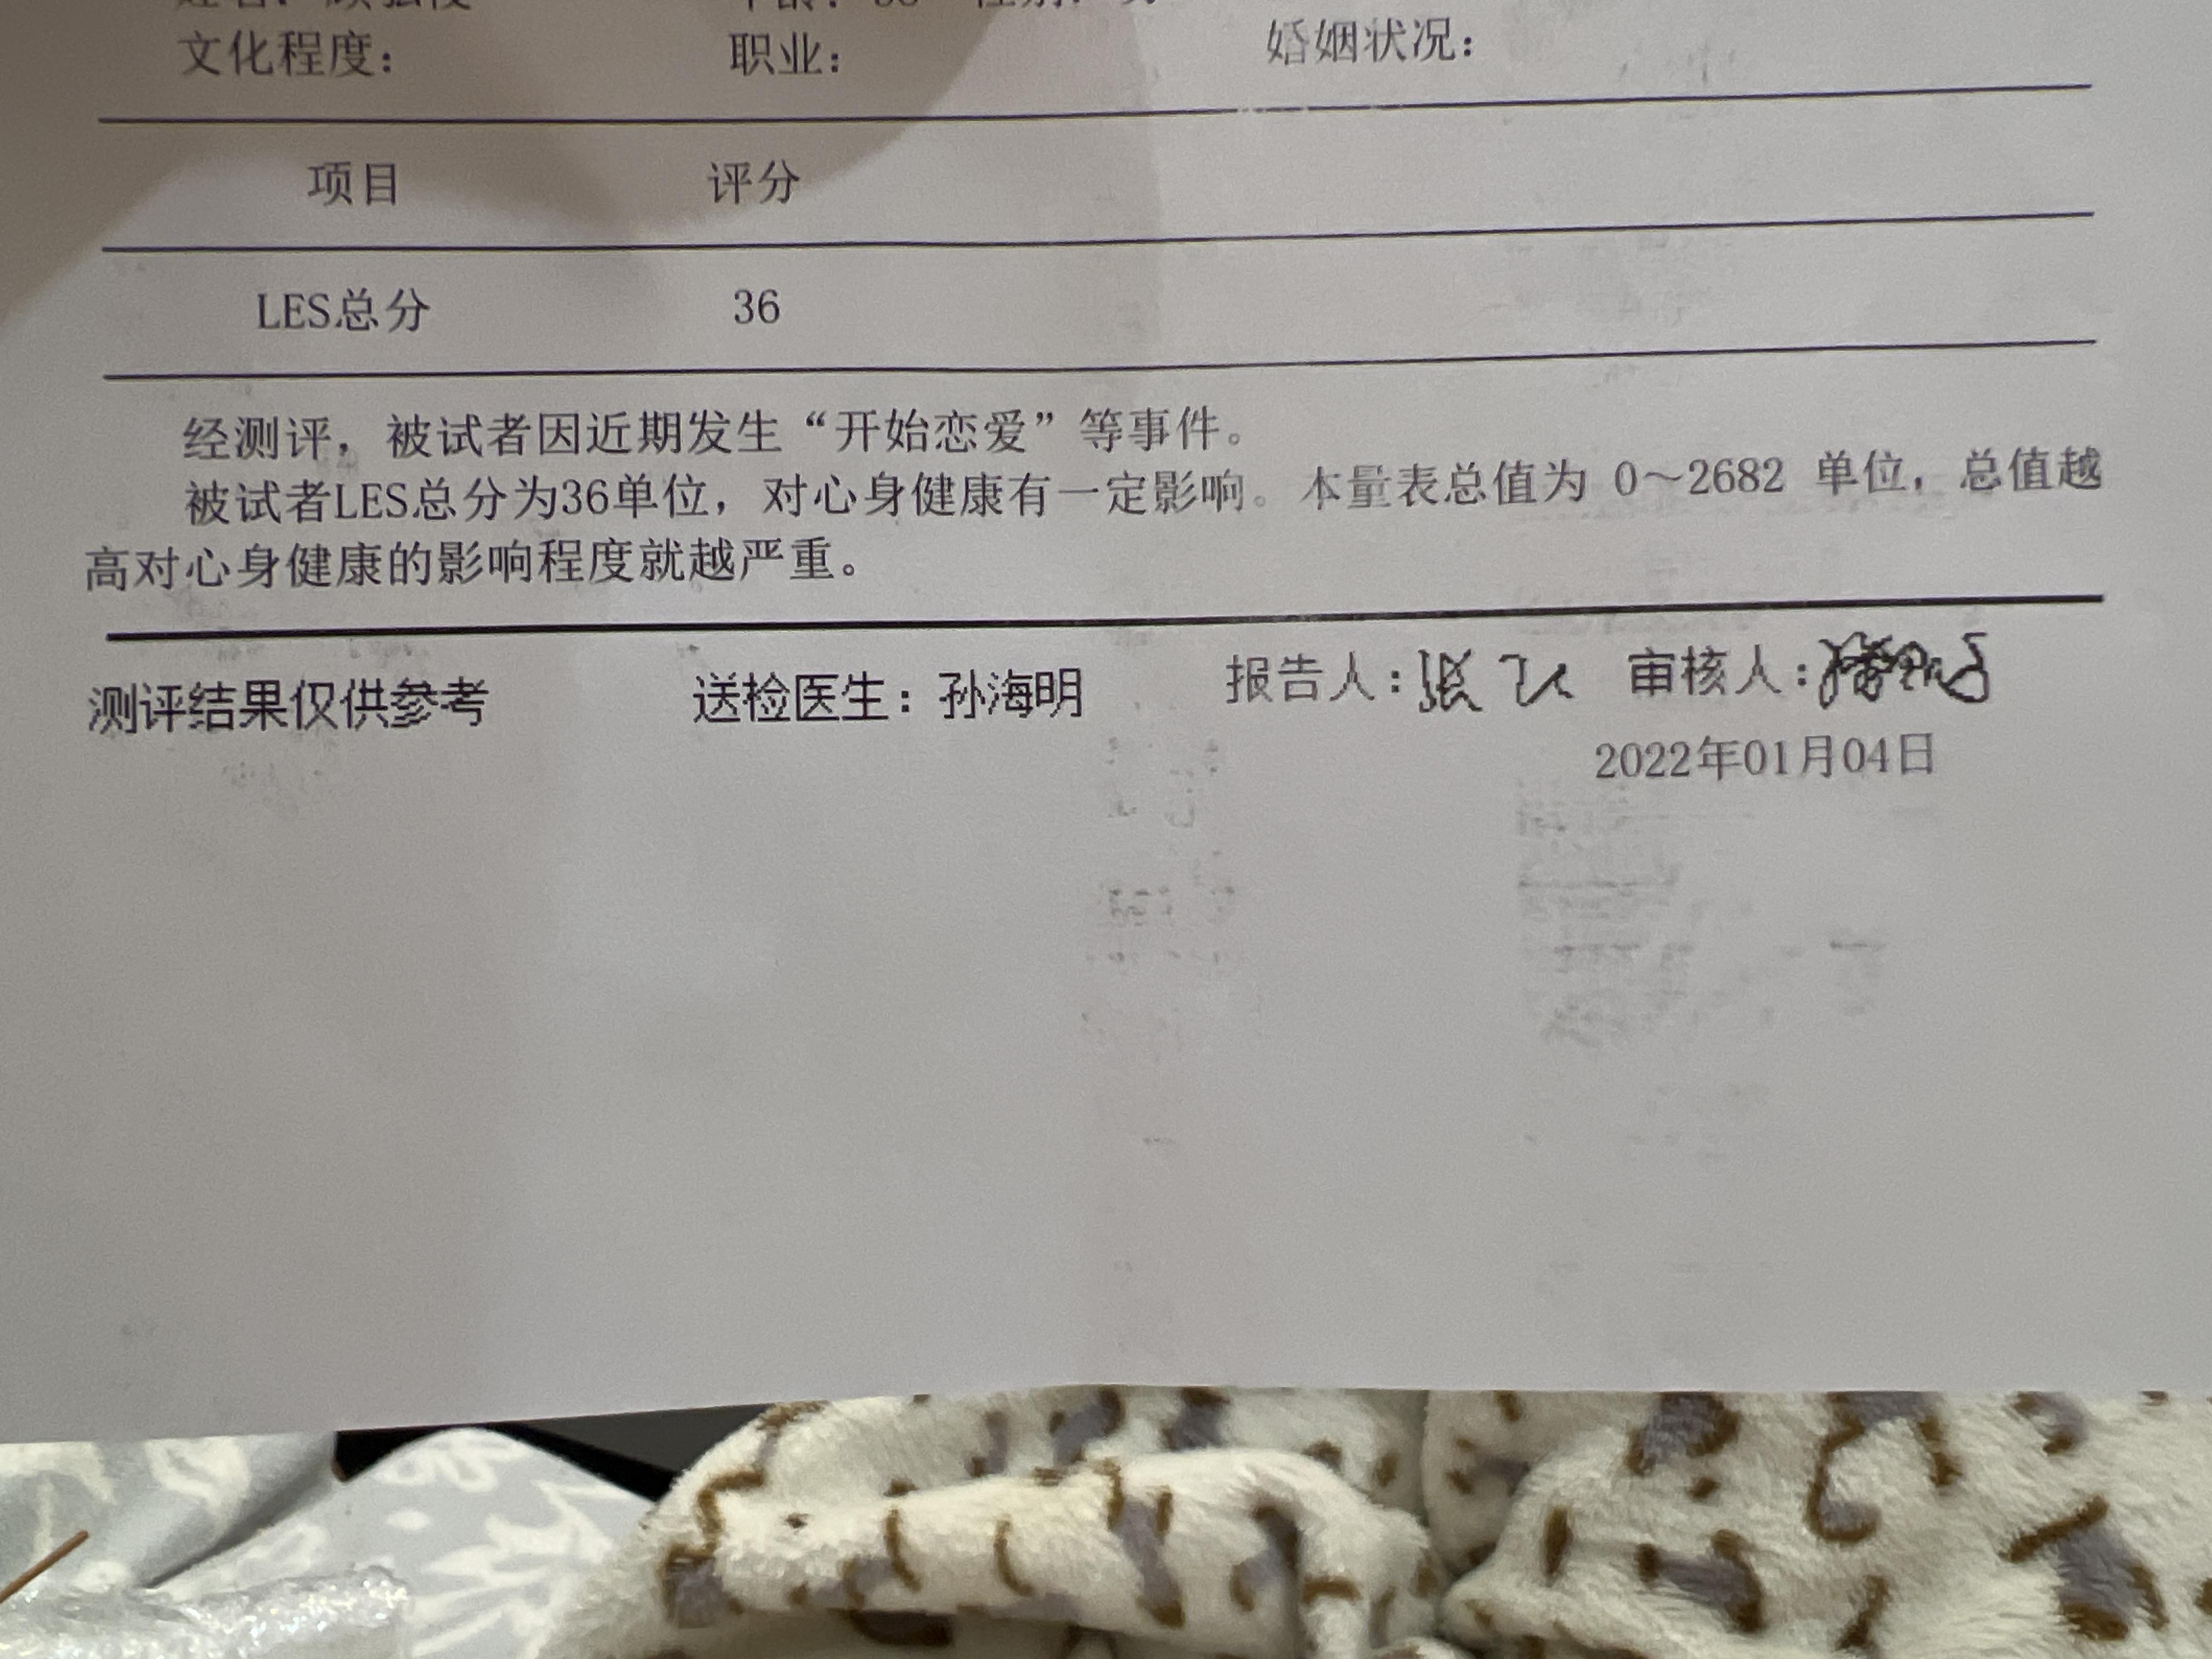 文化程度： 职业： 婚姻状况：
项目 评分
LES总分 36
经测评，被试者因近期发生“开始恋爱”等事件。
被试者LES总分为36单位，对心身健康有一定影响。本量表总值为 0～2682 单位，总值越
高对心身健康的影响程度就越严重。
测评结果仅供参考 送检医生：孙海明 报告人：张飞 审核人：
2022年01月04日